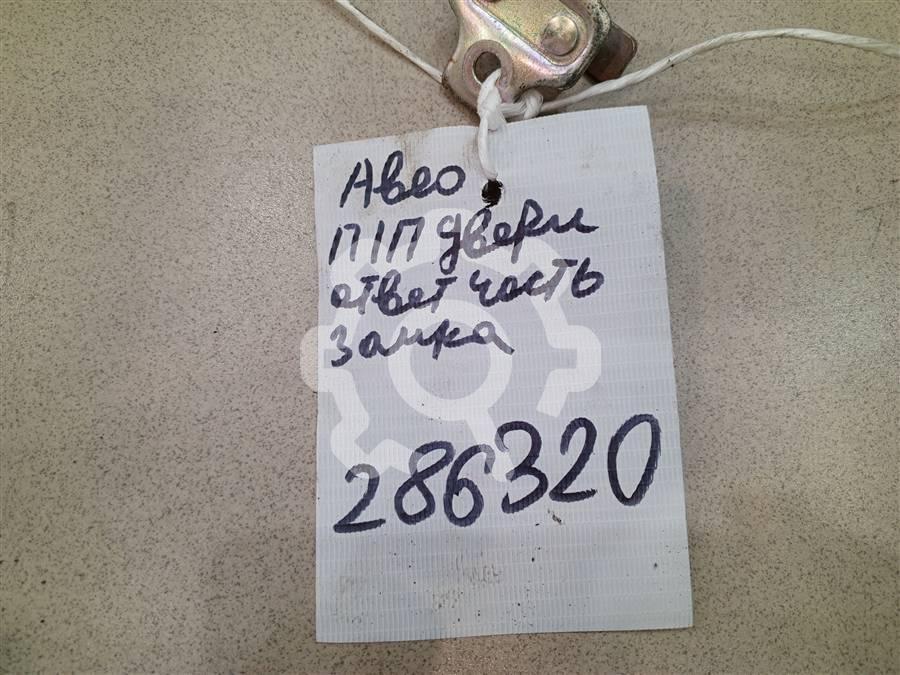 Авео
П/П двери
ответ часть
замка
286320